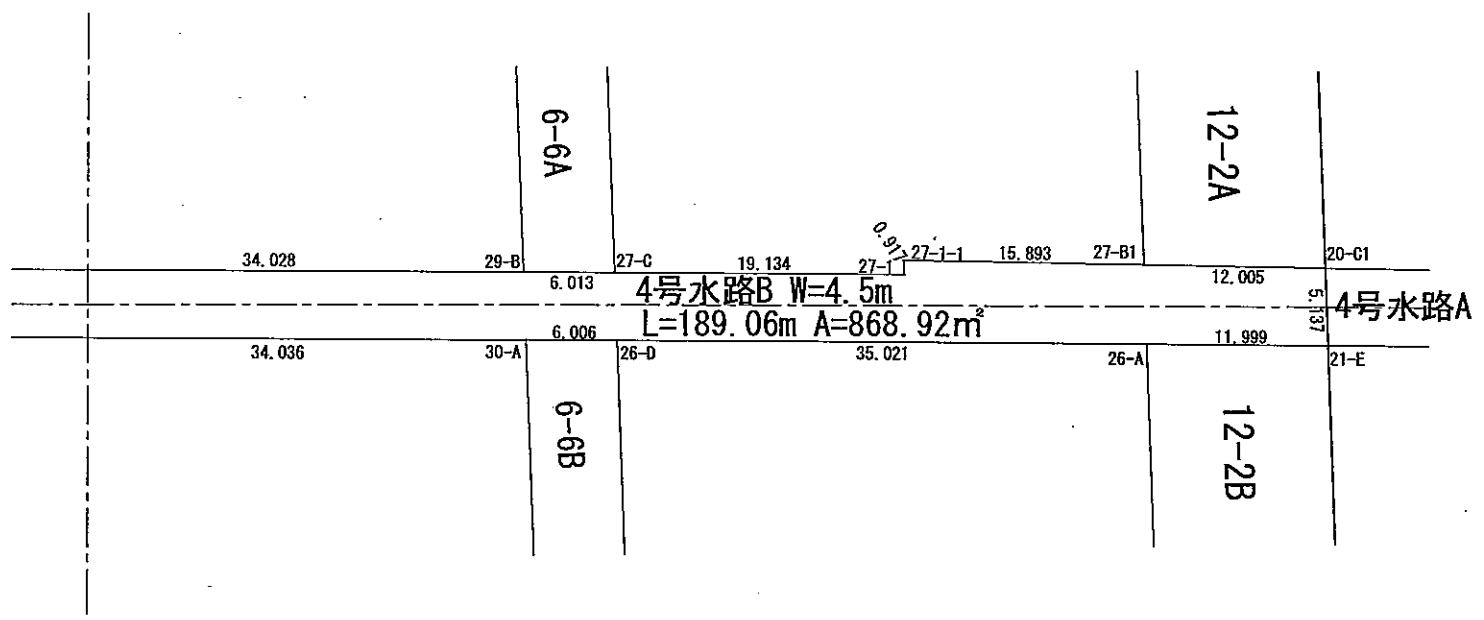 6-6A
12-2A
0.917
34.028
29-B
27-C
19.134
27-1
27-1-1
15.893
27-B1
20-C1
6.013
12.005
4号水路B W=4.5m
5.137
4号水路A
L=189.06m A=868.92㎡
6.006
11.999
34.036
30-A
26-D
35.021
26-A
21-E
6-6B
12-2B